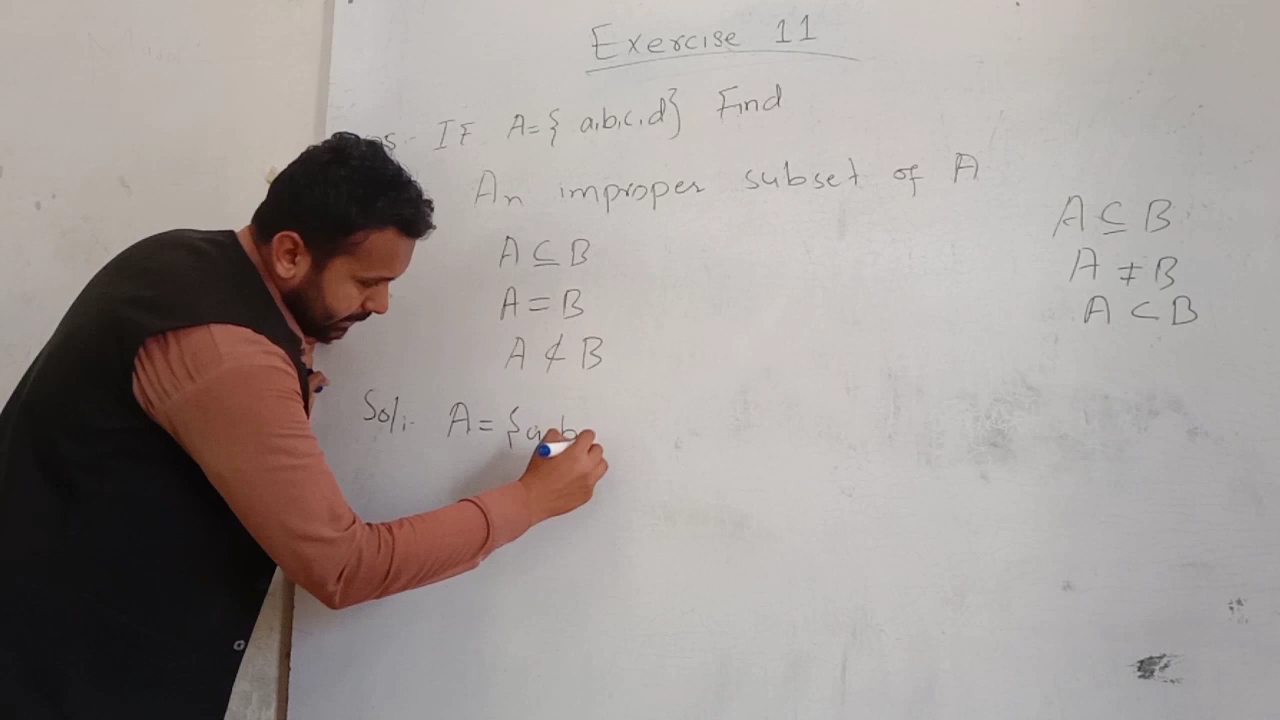 Exercise 11
IF A={ a,b,c,d} Find
An improper subset of A
A ⊆ B
A = B
A ⊄ B
A ⊆ B
A ≠ B
A ⊂ B
Sol:- A = {a, b